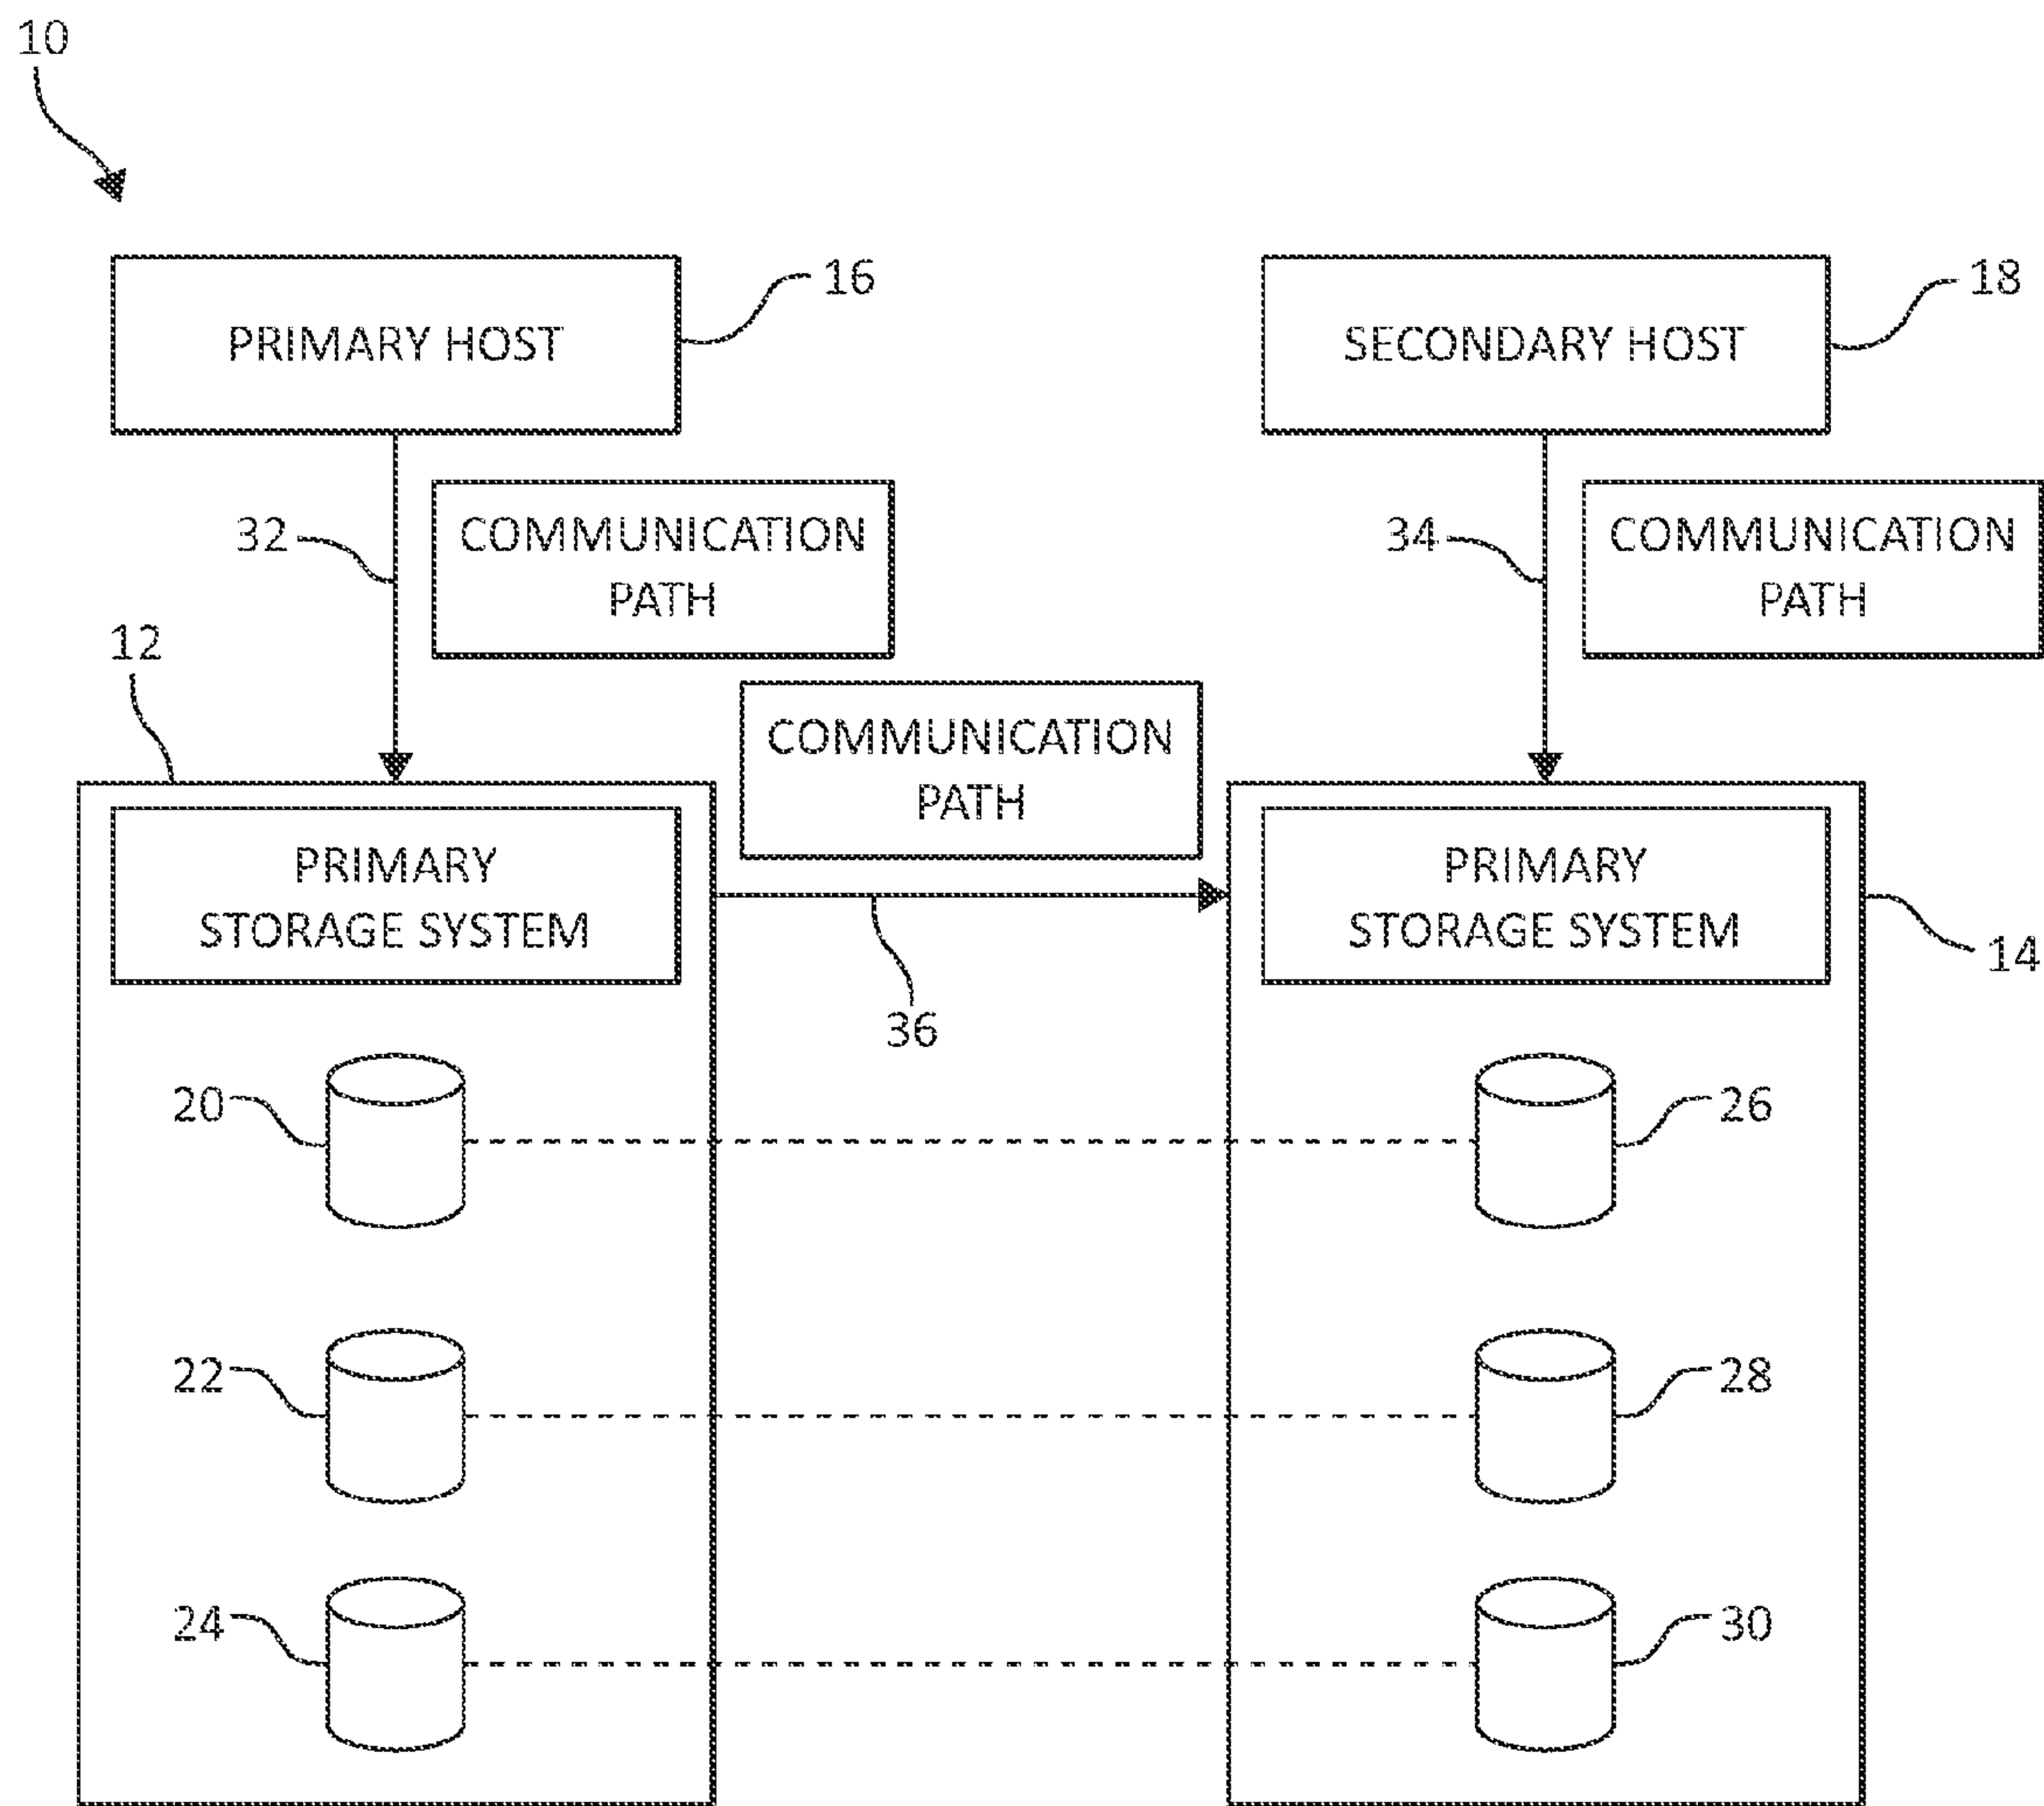 10
PRIMARY HOST
16
SECONDARY HOST
18
32
COMMUNICATION
PATH
34
COMMUNICATION
PATH
12
COMMUNICATION
PATH
PRIMARY
STORAGE SYSTEM
PRIMARY
STORAGE SYSTEM
14
36
20
26
22
28
24
30